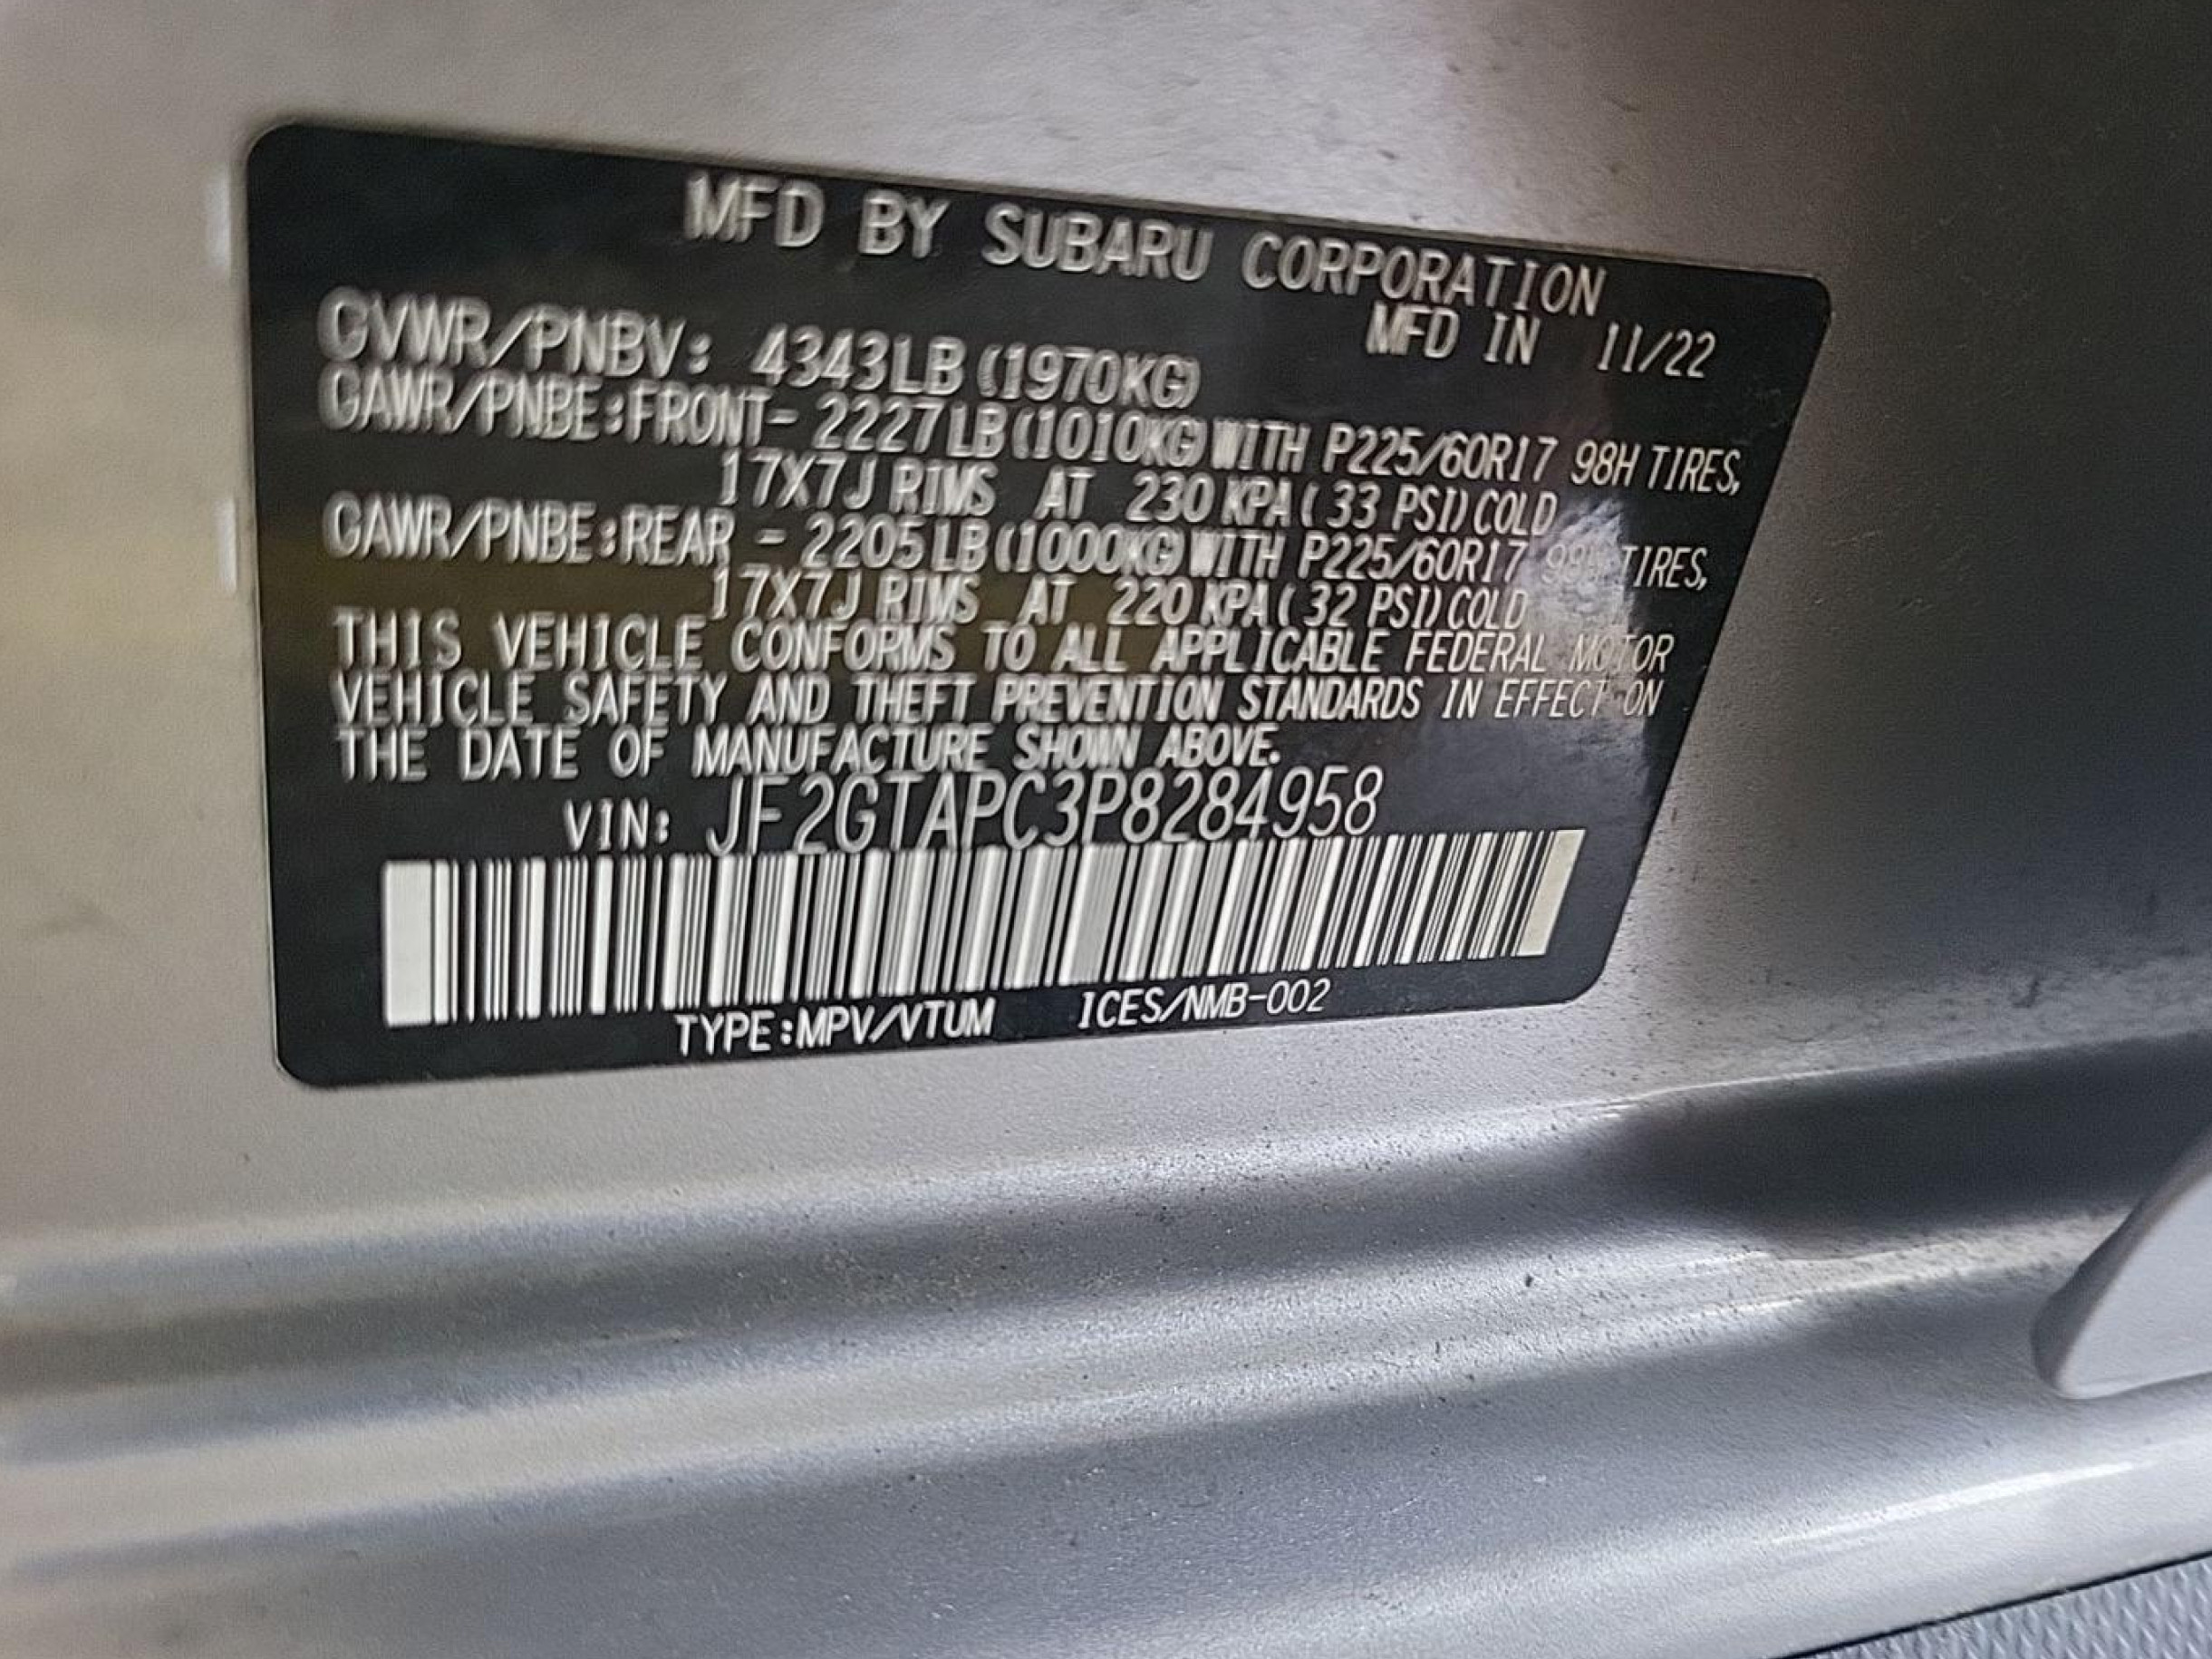 MFD BY SUBARU CORPORATION
MFD IN 11/22
GVWR/PNBV: 4343LB (1970KG)
GAWR/PNBE:FRONT- 2227LB(1010KG)WITH P225/60R17 98H TIRES,
17X7J RIMS AT 230 KPA( 33 PSI)COLD
GAWR/PNBE:REAR - 2205LB(1000KG)WITH P225/60R17 98H TIRES,
17X7J RIMS AT 220 KPA( 32 PSI)COLD
THIS VEHICLE CONFORMS TO ALL APPLICABLE FEDERAL MOTOR
VEHICLE SAFETY AND THEFT PREVENTION STANDARDS IN EFFECT ON
THE DATE OF MANUFACTURE SHOWN ABOVE.
VIN: JF2GTAPC3P8284958
TYPE:MPV/VTUM ICES/NMB-002